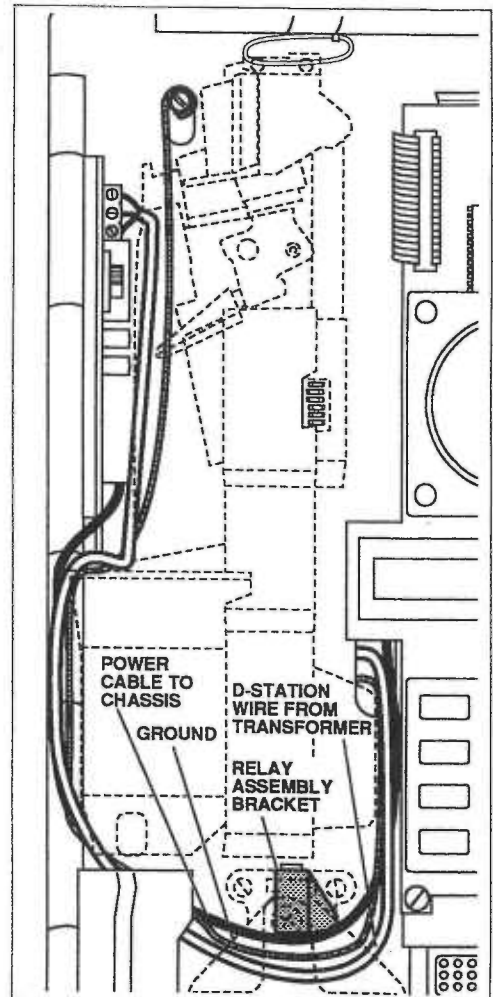 POWER
CABLE TO
CHASSIS
GROUND
D-STATION
WIRE FROM
TRANSFORMER
RELAY
ASSEMBLY
BRACKET